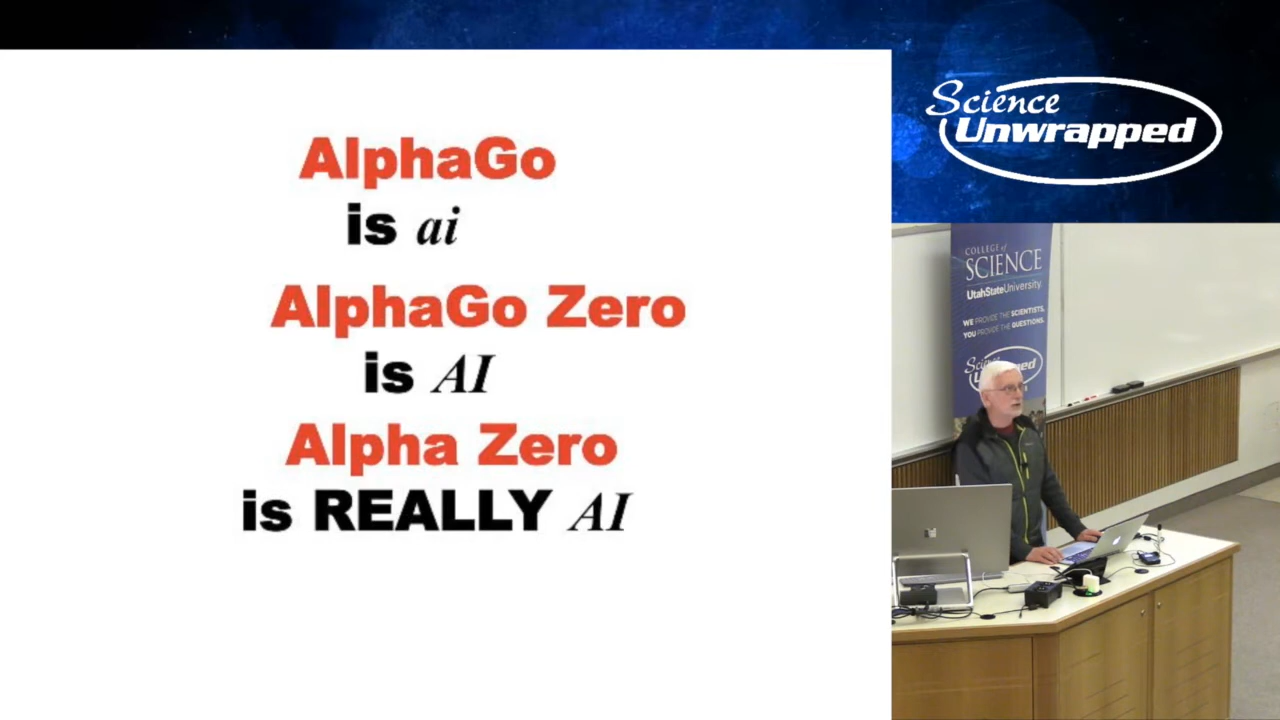 AlphaGo
is ai
AlphaGo Zero
is AI
Alpha Zero
is REALLY AI
Science
Unwrapped
COLLEGE of
SCIENCE
UtahStateUniversity
WE PROVIDE THE SCIENTISTS,
YOU PROVIDE THE QUESTIONS.